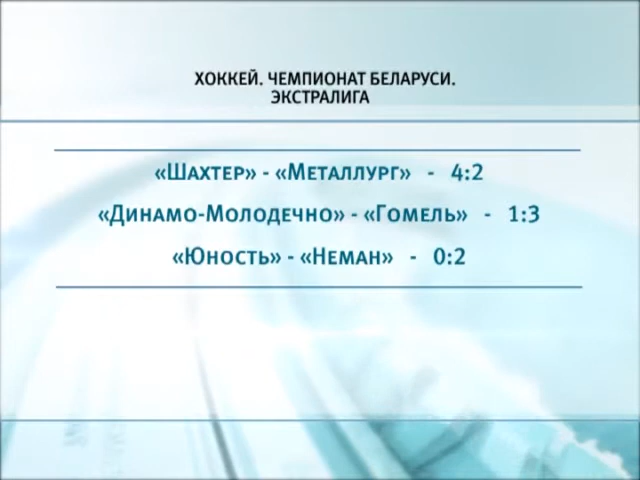 ХОККЕЙ. ЧЕМПИОНАТ БЕЛАРУСИ.
ЭКСТРАЛИГА
«Шахтер» - «Металлург» - 4:2
«Динамо-Молодечно» - «Гомель» - 1:3
«Юность» - «Неман» - 0:2